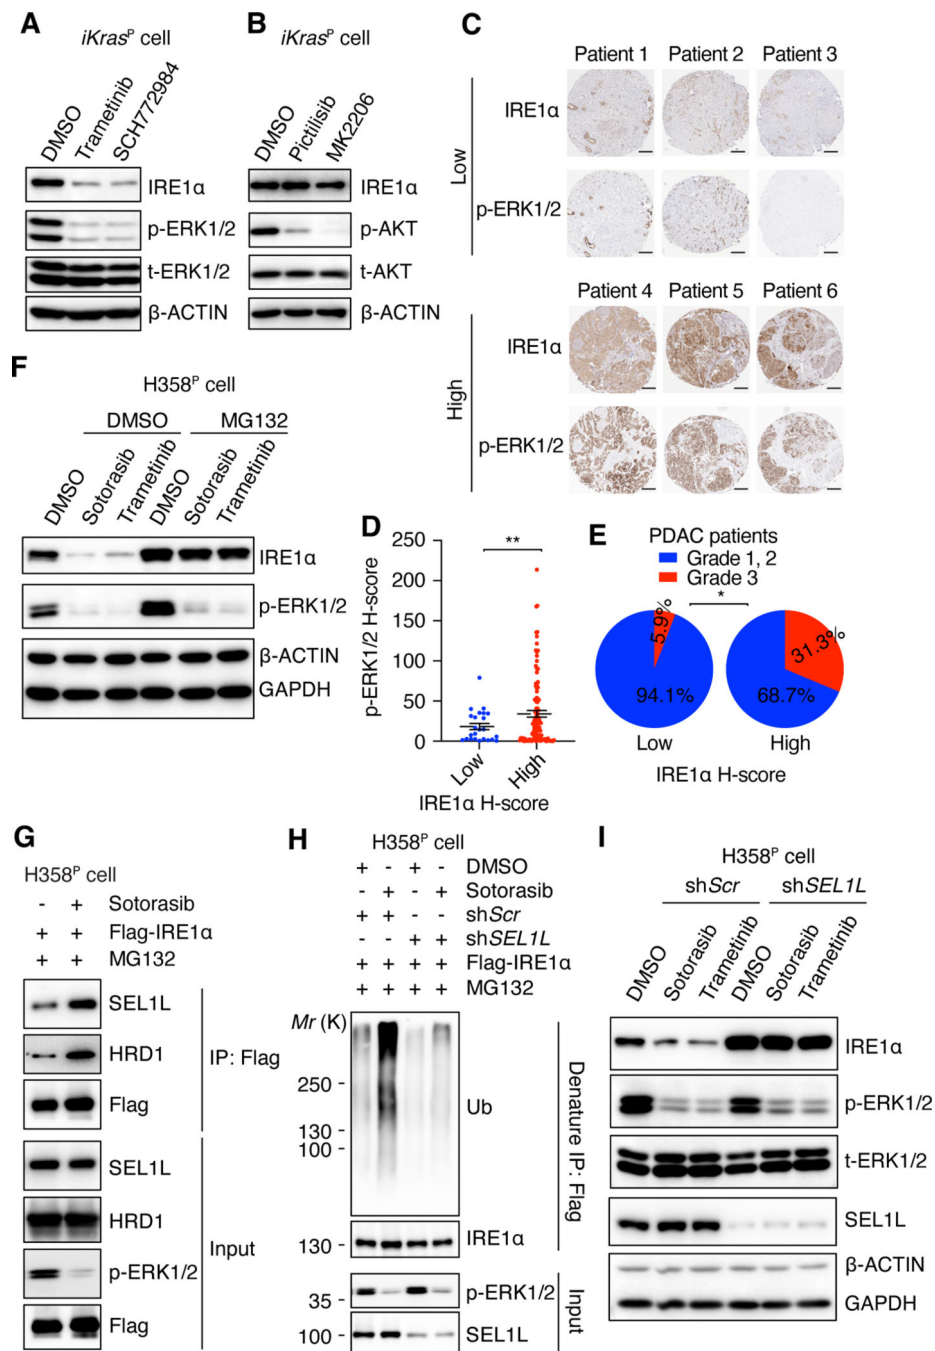 A
iKrasᴾ cell
DMSO
Trametinib
SCH772984
IRE1α
p-ERK1/2
t-ERK1/2
β-ACTIN
B
iKrasᴾ cell
DMSO
Pictilisib
MK2206
IRE1α
p-AKT
t-AKT
β-ACTIN
C
Patient 1 Patient 2 Patient 3
Low
IRE1α
p-ERK1/2
Patient 4 Patient 5 Patient 6
High
IRE1α
p-ERK1/2
F
H358ᴾ cell
DMSO MG132
DMSO
Sotorasib
Trametinib
DMSO
Sotorasib
Trametinib
IRE1α
p-ERK1/2
β-ACTIN
GAPDH
D
p-ERK1/2 H-score
250
200
150
100
50
0
**
Low
High
IRE1α H-score
E
PDAC patients
Grade 1, 2
Grade 3
*
5.9%
94.1%
31.3%
68.7%
Low High
IRE1α H-score
G
H358ᴾ cell
- + Sotorasib
+ + Flag-IRE1α
+ + MG132
SEL1L
HRD1
Flag
IP: Flag
SEL1L
HRD1
p-ERK1/2
Flag
Input
H
H358ᴾ cell
+ - + - DMSO
- + - + Sotorasib
+ + - - shScr
- - + + shSEL1L
+ + + + Flag-IRE1α
+ + + + MG132
Mr (K)
250
130
100
Ub
130
IRE1α
Denature IP: Flag
35
p-ERK1/2
100
SEL1L
Input
I
H358ᴾ cell
shScr shSEL1L
DMSO
Sotorasib
Trametinib
DMSO
Sotorasib
Trametinib
IRE1α
p-ERK1/2
t-ERK1/2
SEL1L
β-ACTIN
GAPDH